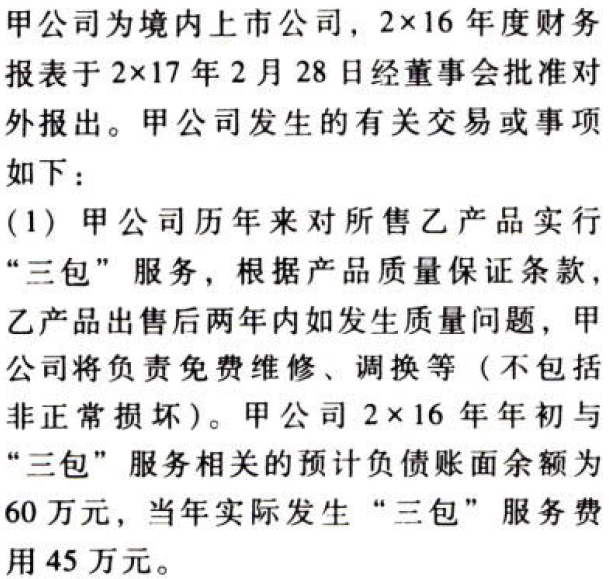 甲公司为境内上市公司，2×16 年度财务
报表于 2×17 年 2 月 28 日经董事会批准对
外报出。甲公司发生的有关交易或事项
如下：
(1) 甲公司历年来对所售乙产品实行
“三包”服务，根据产品质量保证条款，
乙产品出售后两年内如发生质量问题，甲
公司将负责免费维修、调换等（不包括
非正常损坏）。甲公司 2×16 年年初与
“三包”服务相关的预计负债账面余额为
60 万元，当年实际发生“三包”服务费
用 45 万元。